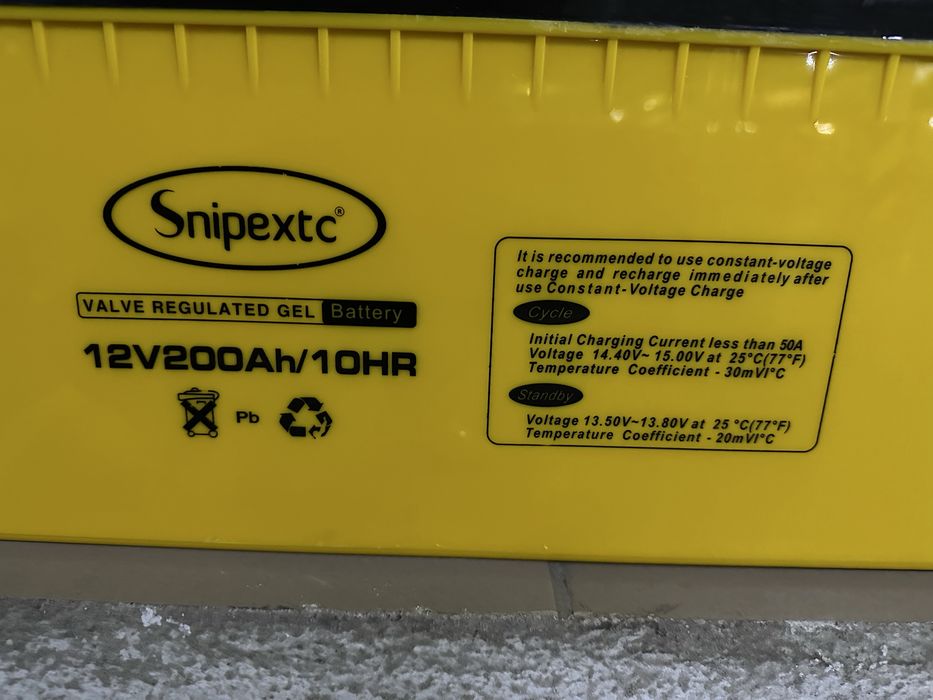 Snipextc®
VALVE REGULATED GEL Battery
12V200Ah/10HR
Pb
It is recommended to use constant-voltage
charge and recharge immediately after
use Constant-Voltage Charge
Cycle
Initial Charging Current less than 50A
Voltage 14.40V~ 15.00V at 25°C(77°F)
Temperature Coefficient - 30mV/°C
Standby
Voltage 13.50V~13.80V at 25 °C(77°F)
Temperature Coefficient - 20mV/°C